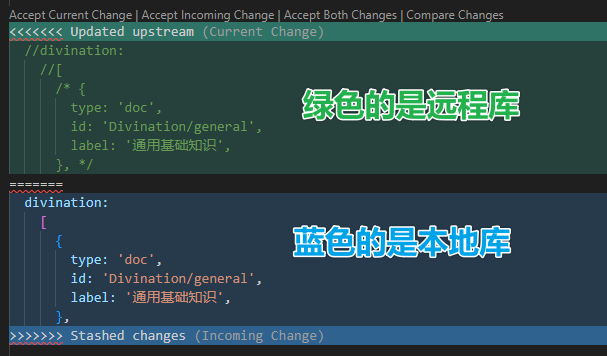 Accept Current Change | Accept Incoming Change | Accept Both Changes | Compare Changes
<<<<<<< Updated upstream (Current Change)
//divination:
//[
/* {
type: 'doc',
id: 'Divination/general',
label: '通用基础知识',
}, */
绿色的是远程库
=======
divination:
[
{
type: 'doc',
id: 'Divination/general',
label: '通用基础知识',
},
蓝色的是本地库
>>>>>>> Stashed changes (Incoming Change)